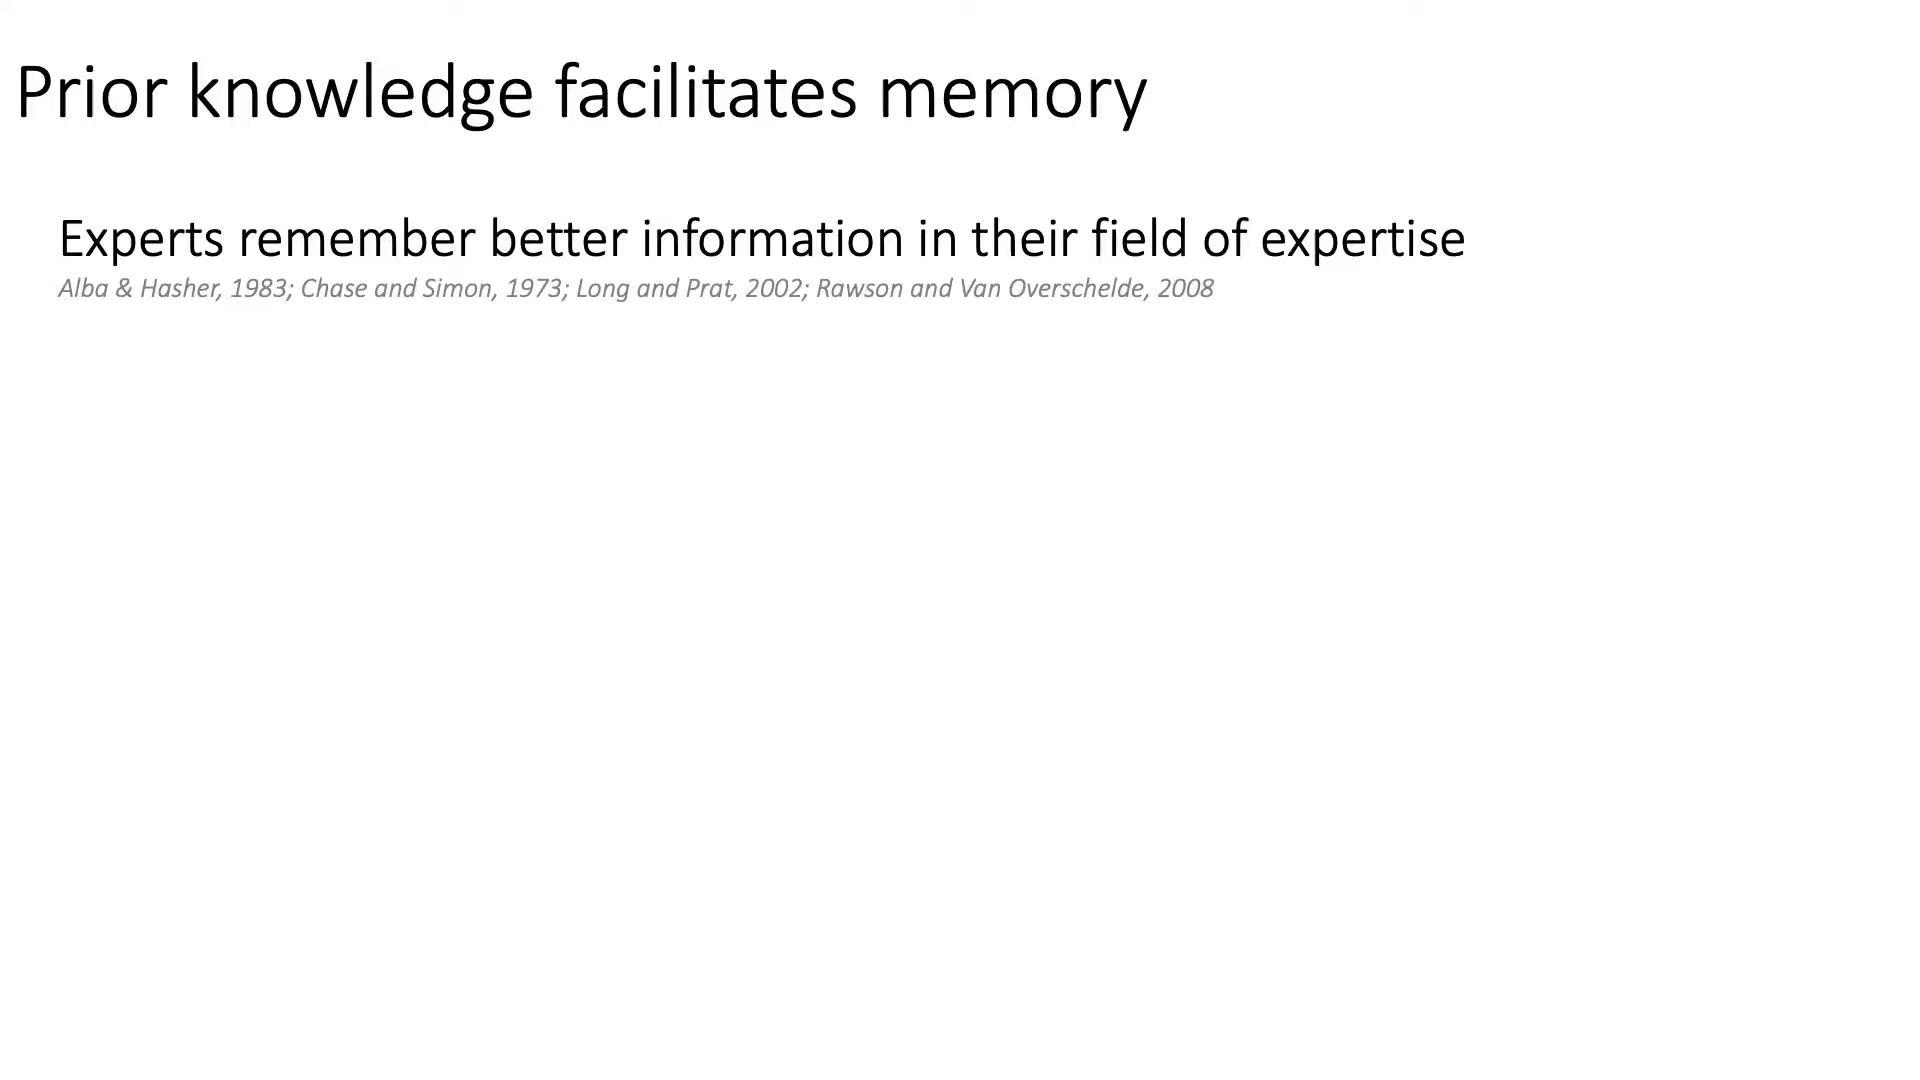 Prior knowledge facilitates memory
Experts remember better information in their field of expertise
Alba & Hasher, 1983; Chase and Simon, 1973; Long and Prat, 2002; Rawson and Van Overschelde, 2008